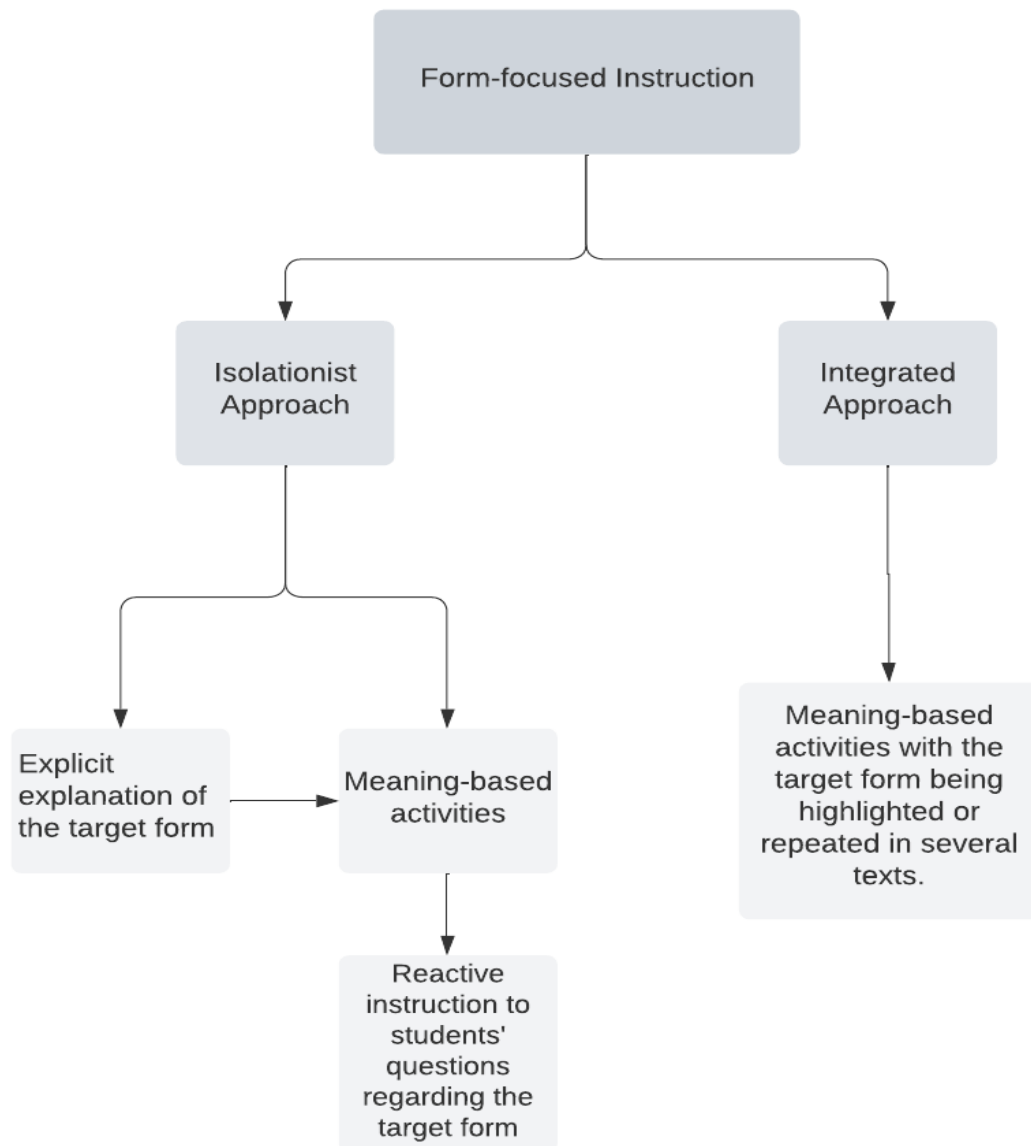 Form-focused Instruction
Isolationist
Approach
Integrated
Approach
Explicit
explanation of
the target form
Meaning-based
activities
Meaning-based
activities with the
target form being
highlighted or
repeated in several
texts.
Reactive
instruction to
students'
questions
regarding the
target form